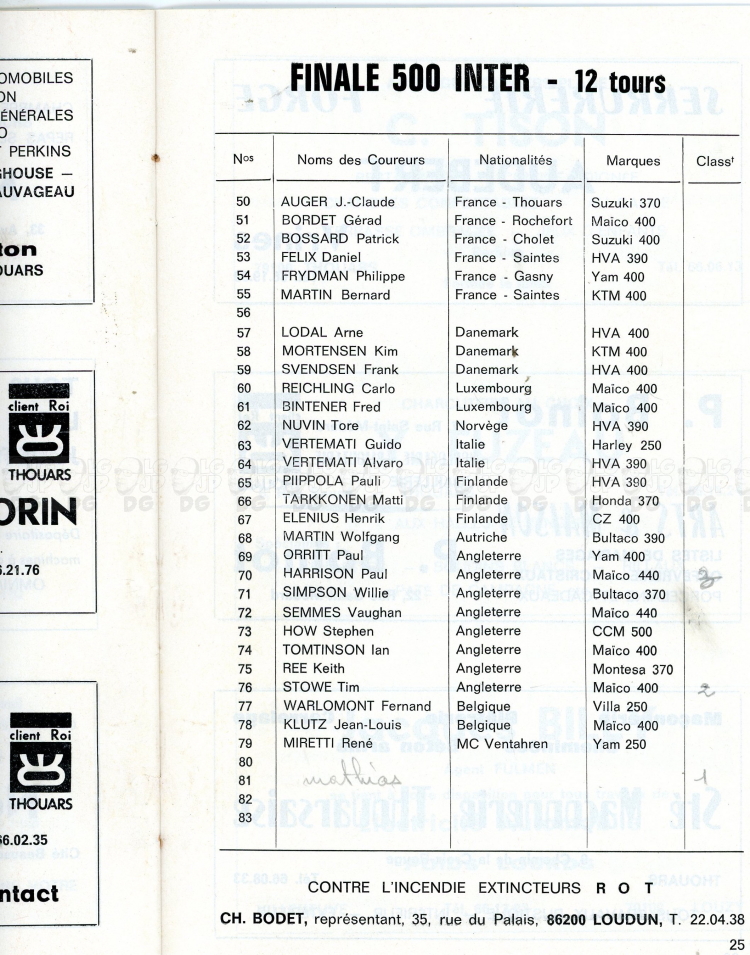 OMOBILES
ON
ÉNÉRALES
O
T PERKINS
GHOUSE —
AUVAGEAU
ton
OUARS
client Roi
THOUARS
ORIN
6.21.76
client Roi
THOUARS
66.02.35
ntact
FINALE 500 INTER - 12 tours
Nos Noms des Coureurs Nationalités Marques Classt
50 AUGER J.-Claude France - Thouars Suzuki 370
51 BORDET Gérad France - Rochefort Maïco 400
52 BOSSARD Patrick France - Cholet Suzuki 400
53 FELIX Daniel France - Saintes HVA 390
54 FRYDMAN Philippe France - Gasny Yam 400
55 MARTIN Bernard France - Saintes KTM 400
56
57 LODAL Arne Danemark HVA 400
58 MORTENSEN Kim Danemark KTM 400
59 SVENDSEN Frank Danemark HVA 400
60 REICHLING Carlo Luxembourg Maïco 400
61 BINTENER Fred Luxembourg Maïco 400
62 NUVIN Tore Norvège HVA 390
63 VERTEMATI Guido Italie Harley 250
64 VERTEMATI Alvaro Italie HVA 390
65 PIIPPOLA Pauli Finlande HVA 390
66 TARKKONEN Matti Finlande Honda 370
67 ELENIUS Henrik Finlande CZ 400
68 MARTIN Wolfgang Autriche Bultaco 390
69 ORRITT Paul Angleterre Yam 400
70 HARRISON Paul Angleterre Maïco 440 3
71 SIMPSON Willie Angleterre Bultaco 370
72 SEMMES Vaughan Angleterre Maïco 440
73 HOW Stephen Angleterre CCM 500
74 TOMTINSON Ian Angleterre Maïco 400
75 REE Keith Angleterre Montesa 370
76 STOWE Tim Angleterre Maïco 400 2
77 WARLOMONT Fernand Belgique Villa 250
78 KLUTZ Jean-Louis Belgique Maïco 400
79 MIRETTI René MC Ventahren Yam 250
80
81 mathias 1
82
83
CONTRE L'INCENDIE EXTINCTEURS R O T
CH. BODET, représentant, 35, rue du Palais, 86200 LOUDUN, T. 22.04.38
25